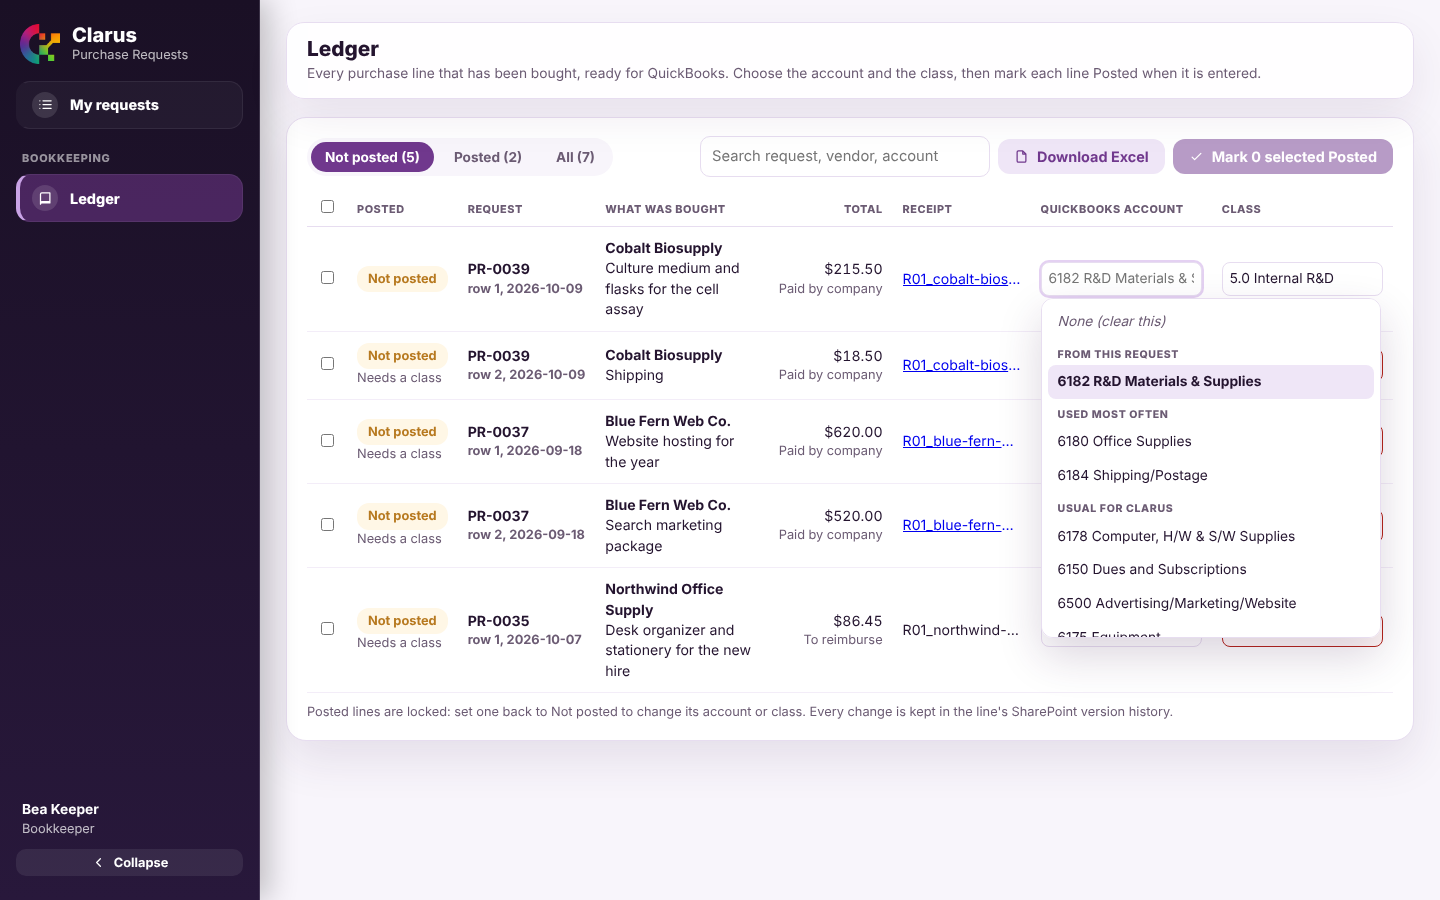 Clarus
Purchase Requests
My requests
BOOKKEEPING
Ledger
Bea Keeper
Bookkeeper
Collapse
Ledger
Every purchase line that has been bought, ready for QuickBooks. Choose the account and the class, then mark each line Posted when it is entered.
Not posted (5) Posted (2) All (7)
Search request, vendor, account
Download Excel
Mark 0 selected Posted
POSTED REQUEST WHAT WAS BOUGHT TOTAL RECEIPT QUICKBOOKS ACCOUNT CLASS
Not posted
PR-0039
row 1, 2026-10-09
Cobalt Biosupply
Culture medium and
flasks for the cell
assay
$215.50
Paid by company
R01_cobalt-bios...
6182 R&D Materials &
5.0 Internal R&D
Not posted
Needs a class
PR-0039
row 2, 2026-10-09
Cobalt Biosupply
Shipping
$18.50
Paid by company
R01_cobalt-bios...
Not posted
Needs a class
PR-0037
row 1, 2026-09-18
Blue Fern Web Co.
Website hosting for
the year
$620.00
Paid by company
R01_blue-fern-...
Not posted
Needs a class
PR-0037
row 2, 2026-09-18
Blue Fern Web Co.
Search marketing
package
$520.00
Paid by company
R01_blue-fern-...
Not posted
Needs a class
PR-0035
row 1, 2026-10-07
Northwind Office
Supply
Desk organizer and
stationery for the new
hire
$86.45
To reimburse
R01_northwind-...
None (clear this)
FROM THIS REQUEST
6182 R&D Materials & Supplies
USED MOST OFTEN
6180 Office Supplies
6184 Shipping/Postage
USUAL FOR CLARUS
6178 Computer, H/W & S/W Supplies
6150 Dues and Subscriptions
6500 Advertising/Marketing/Website
6175 Equipment
Posted lines are locked: set one back to Not posted to change its account or class. Every change is kept in the line's SharePoint version history.